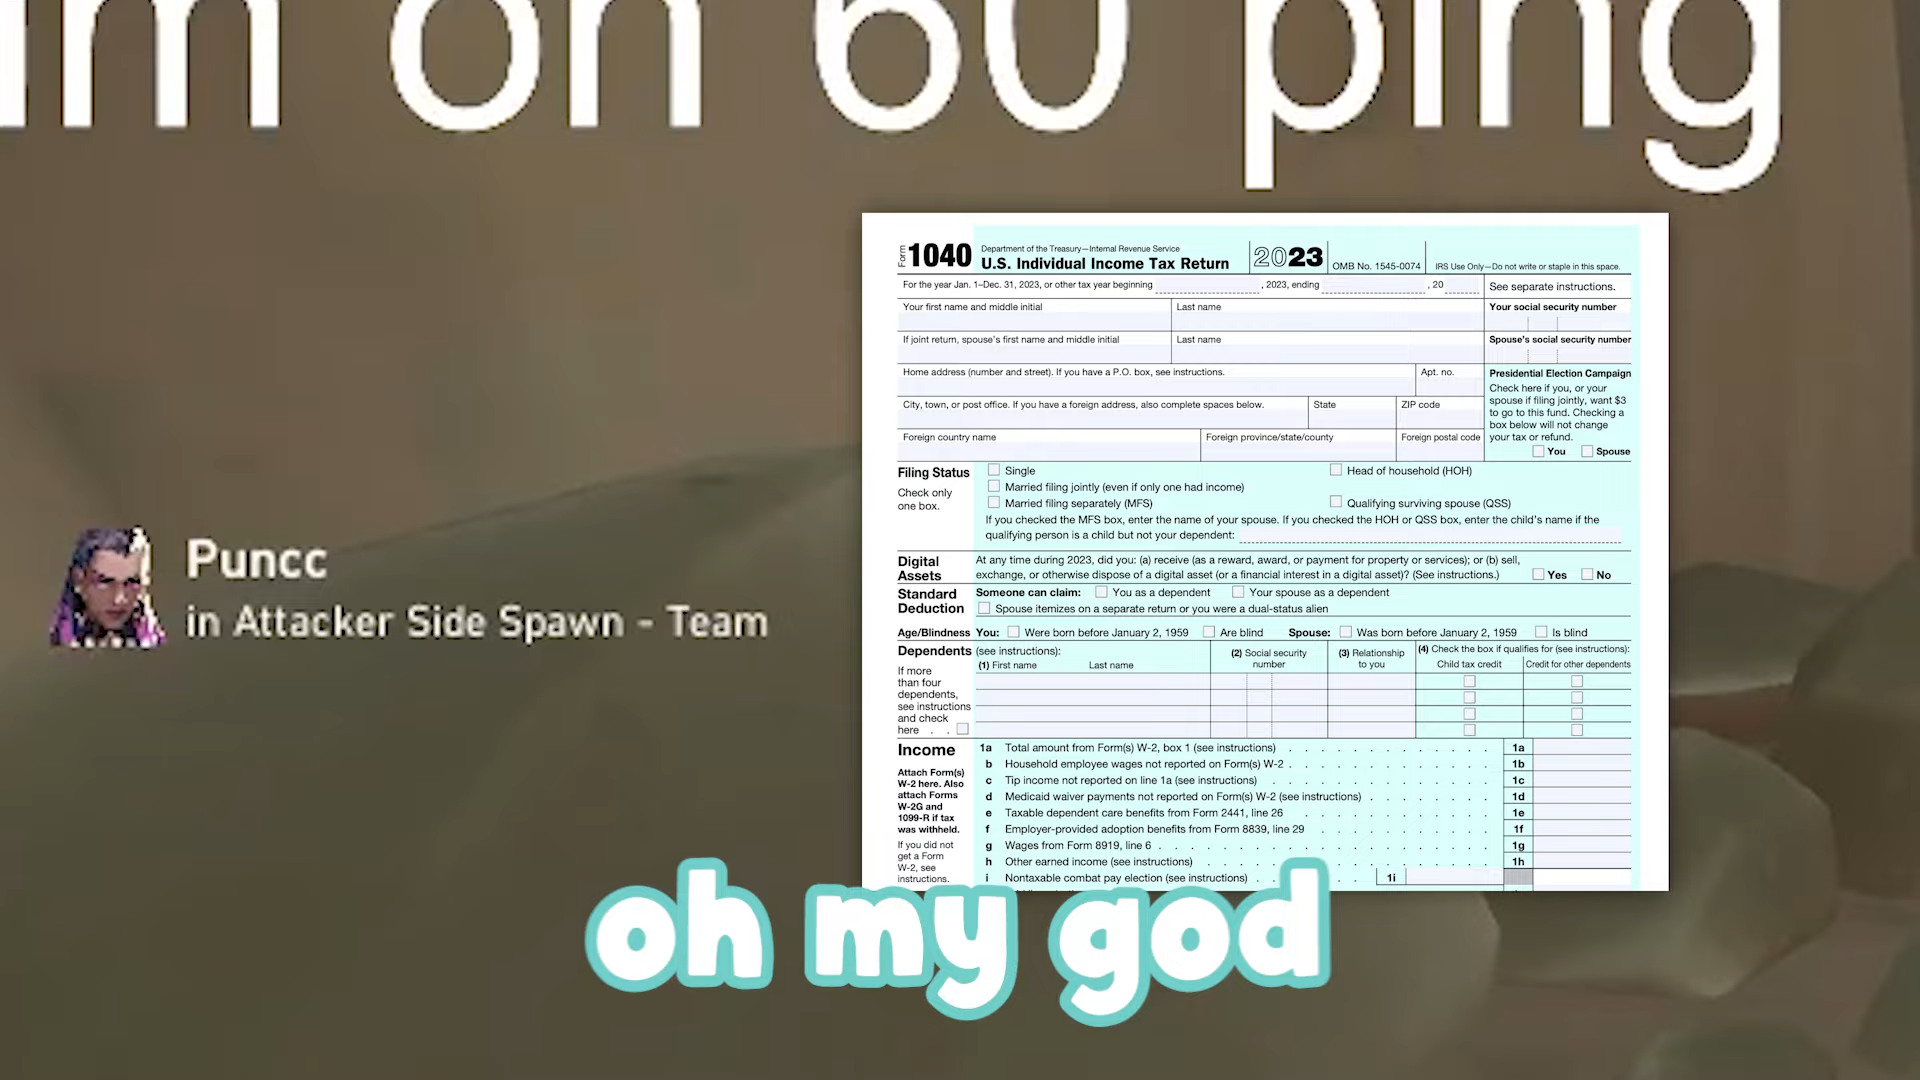 im on 60 ping
Form 1040
Department of the Treasury—Internal Revenue Service
U.S. Individual Income Tax Return
2023
OMB No. 1545-0074
IRS Use Only—Do not write or staple in this space.
For the year Jan. 1–Dec. 31, 2023, or other tax year beginning , 2023, ending , 20
See separate instructions.
Your first name and middle initial
Last name
Your social security number
If joint return, spouse's first name and middle initial
Last name
Spouse's social security number
Home address (number and street). If you have a P.O. box, see instructions.
Apt. no.
City, town, or post office. If you have a foreign address, also complete spaces below.
State
ZIP code
Foreign country name
Foreign province/state/county
Foreign postal code
Presidential Election Campaign
Check here if you, or your
spouse if filing jointly, want $3
to go to this fund. Checking a
box below will not change
your tax or refund.
You Spouse
Filing Status
Check only
one box.
Single
Head of household (HOH)
Married filing jointly (even if only one had income)
Married filing separately (MFS)
Qualifying surviving spouse (QSS)
If you checked the MFS box, enter the name of your spouse. If you checked the HOH or QSS box, enter the child's name if the
qualifying person is a child but not your dependent:
Digital
Assets
At any time during 2023, did you: (a) receive (as a reward, award, or payment for property or services); or (b) sell,
exchange, or otherwise dispose of a digital asset (or a financial interest in a digital asset)? (See instructions.)
Yes No
Standard
Deduction
Someone can claim: You as a dependent Your spouse as a dependent
Spouse itemizes on a separate return or you were a dual-status alien
Age/Blindness You: Were born before January 2, 1959 Are blind Spouse: Was born before January 2, 1959 Is blind
Dependents (see instructions):
If more
than four
dependents,
see instructions
and check
here . .
(1) First name Last name
(2) Social security
number
(3) Relationship
to you
(4) Check the box if qualifies for (see instructions):
Child tax credit
Credit for other dependents
Income
Attach Form(s)
W-2 here. Also
attach Forms
W-2G and
1099-R if tax
was withheld.
If you did not
get a Form
W-2, see
instructions.
1a Total amount from Form(s) W-2, box 1 (see instructions) 1a
b Household employee wages not reported on Form(s) W-2 1b
c Tip income not reported on line 1a (see instructions) 1c
d Medicaid waiver payments not reported on Form(s) W-2 (see instructions) 1d
e Taxable dependent care benefits from Form 2441, line 26 1e
f Employer-provided adoption benefits from Form 8839, line 29 1f
g Wages from Form 8919, line 6 1g
h Other earned income (see instructions) 1h
i Nontaxable combat pay election (see instructions) 1i
Puncc
in Attacker Side Spawn - Team
oh my god